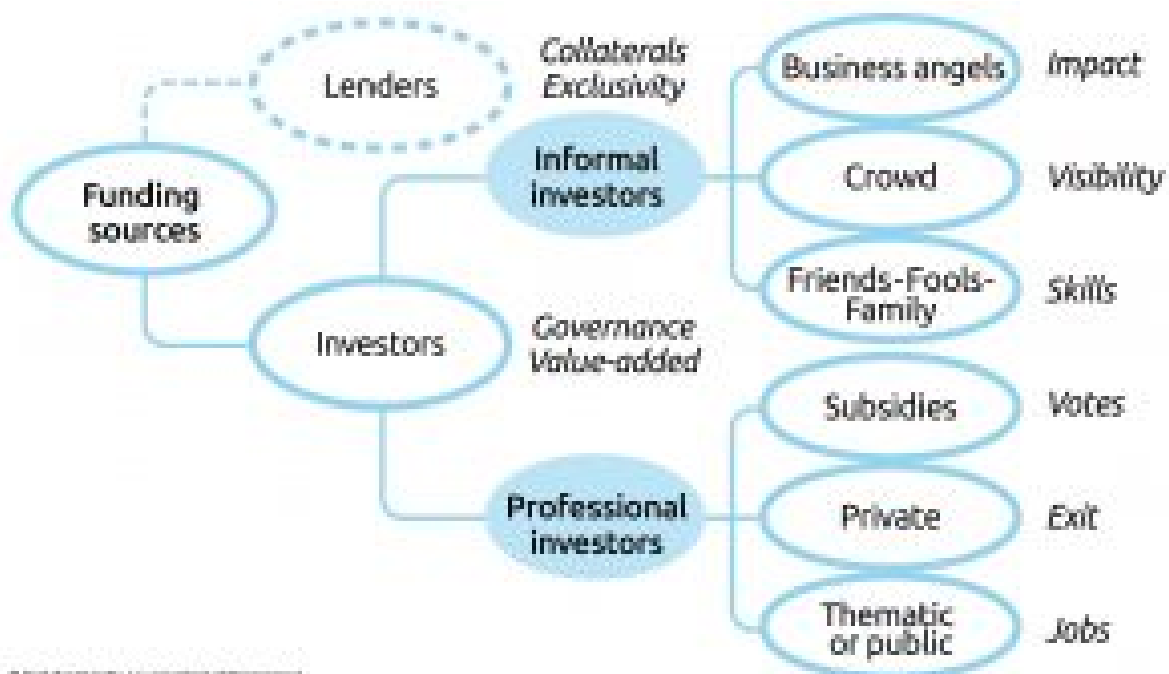 Lenders
Collaterals
Exclusivity
Funding
sources
Investors
Governance
Value-added
Informal
investors
Business angels
Impact
Crowd
Visibility
Friends-Fools-
Family
Skills
Professional
investors
Subsidies
Votes
Private
Exit
Thematic
or public
Jobs